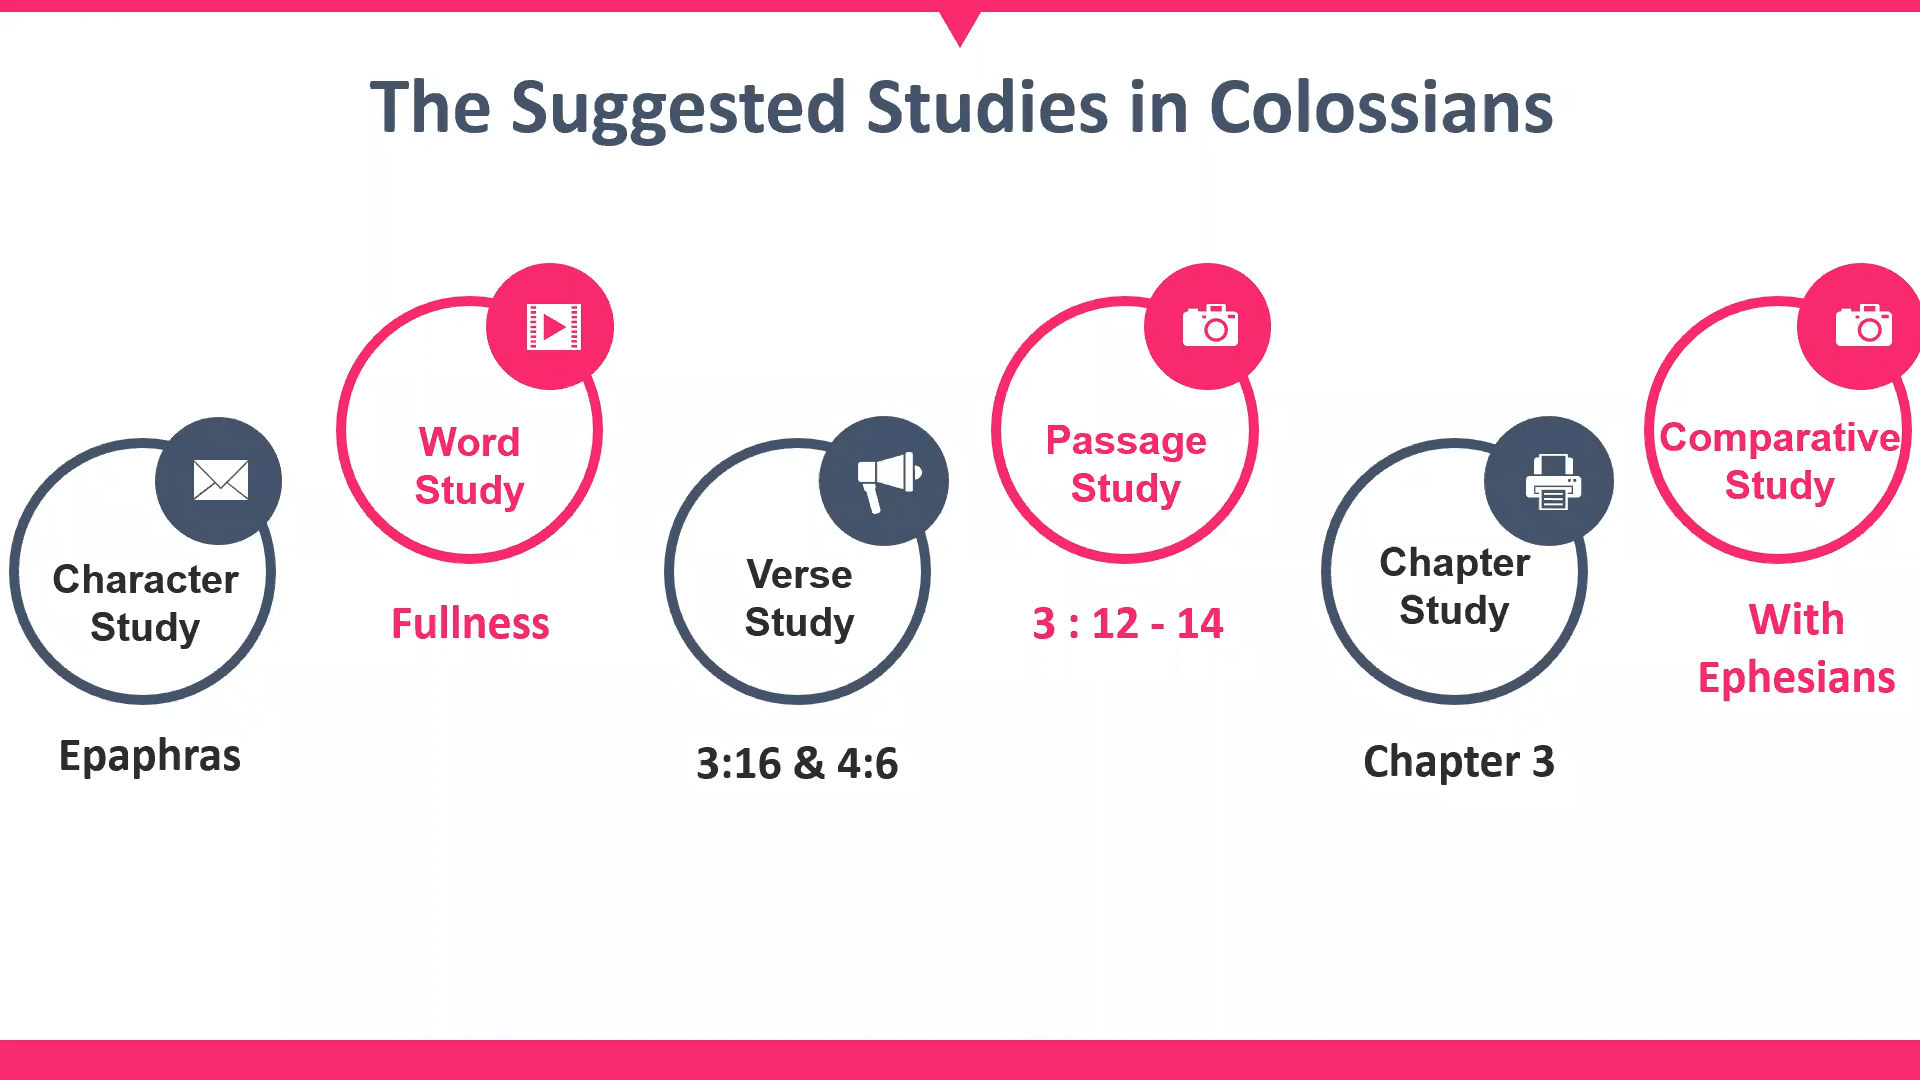 The Suggested Studies in Colossians
Character
Study
Epaphras
Word
Study
Fullness
Verse
Study
3:16 & 4:6
Passage
Study
3 : 12 - 14
Chapter
Study
Chapter 3
Comparative
Study
With
Ephesians